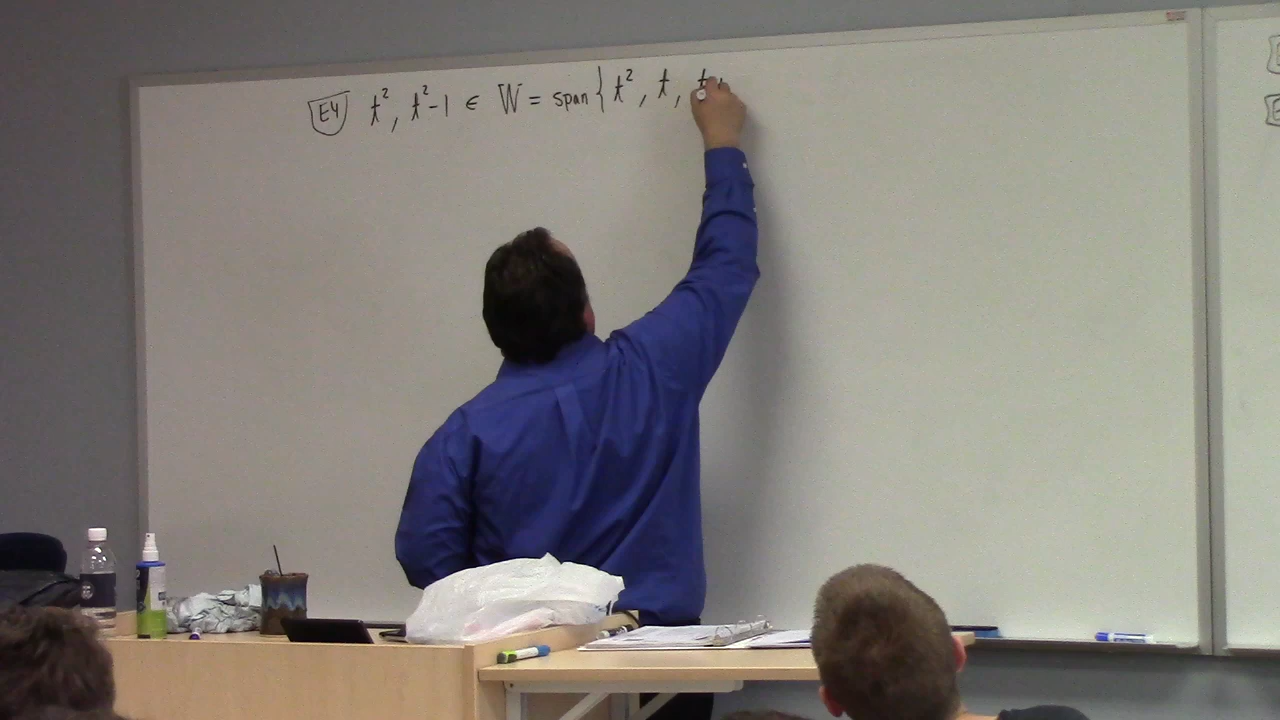 E4 t², t²-1 ∈ W = span { t², t, t